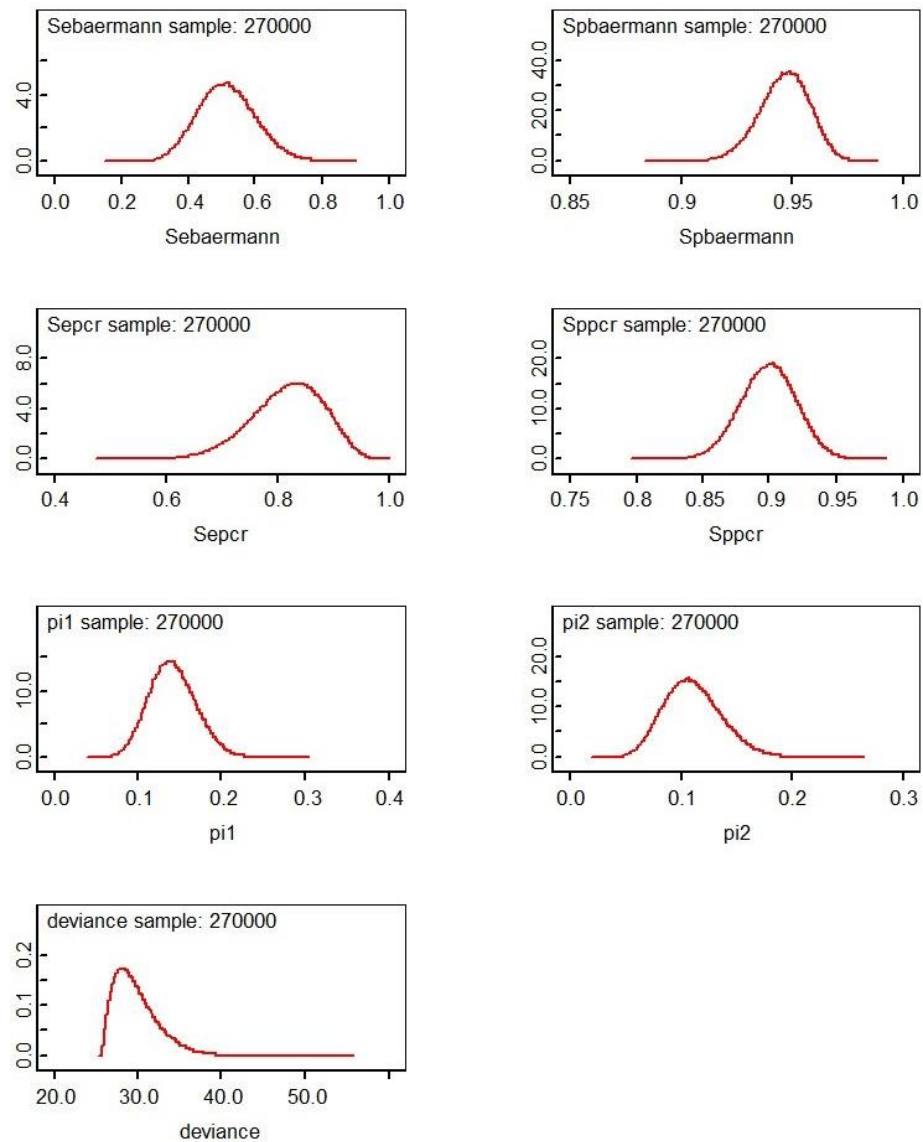 Sebaermann sample: 270000
4.0
0.0
0.0 0.2 0.4 0.6 0.8 1.0
Sebaermann
Spbaermann sample: 270000
40.0
20.0
0.0
0.85 0.9 0.95 1.0
Spbaermann
Sepcr sample: 270000
8.0
4.0
0.0
0.4 0.6 0.8 1.0
Sepcr
Sppcr sample: 270000
20.0
10.0
0.0
0.75 0.8 0.85 0.9 0.95 1.0
Sppcr
pi1 sample: 270000
10.0
0.0
0.0 0.1 0.2 0.3 0.4
pi1
pi2 sample: 270000
20.0
10.0
0.0
0.0 0.1 0.2 0.3
pi2
deviance sample: 270000
0.2
0.1
0.0
20.0 30.0 40.0 50.0
deviance